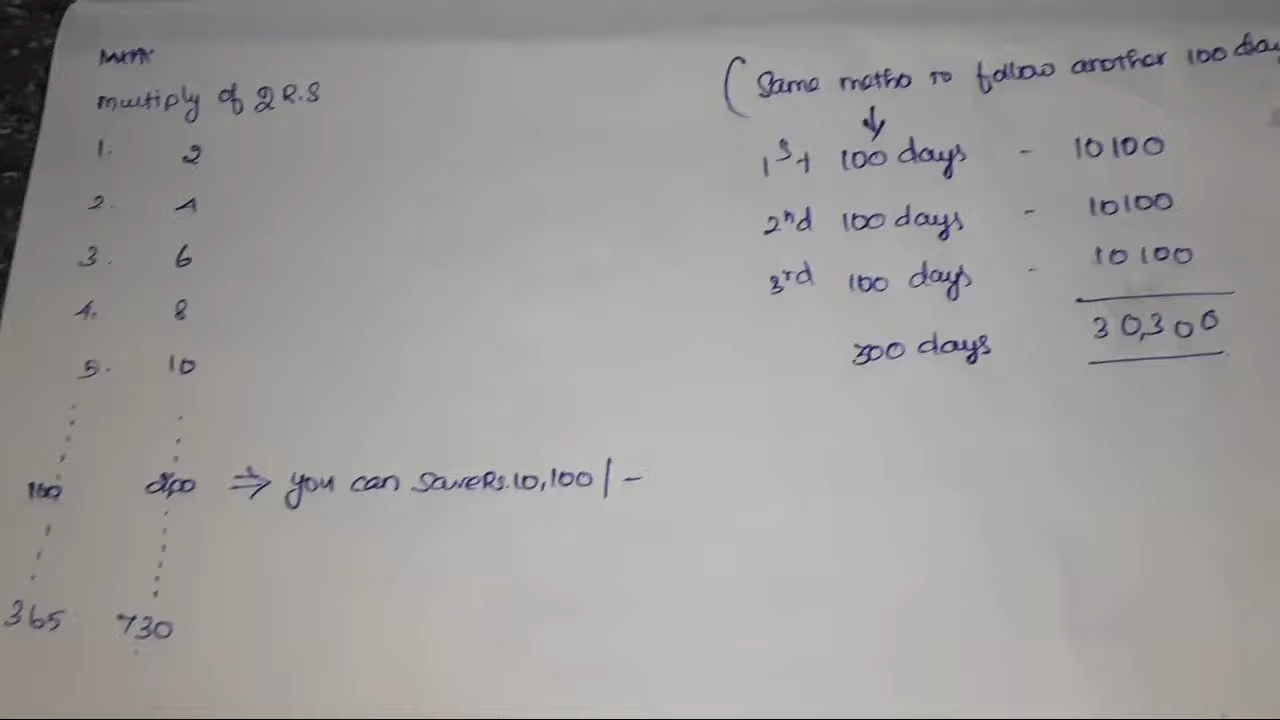 multiply of 2 R.S
1. 2
2. 4
3. 6
4. 8
5. 10
100 200 ⇒ you can save Rs.10,100/-
365 730
(Same metho to follow another 100 day
↓
1st 100 days - 10100
2nd 100 days - 10100
3rd 100 days - 10100
300 days 30,300